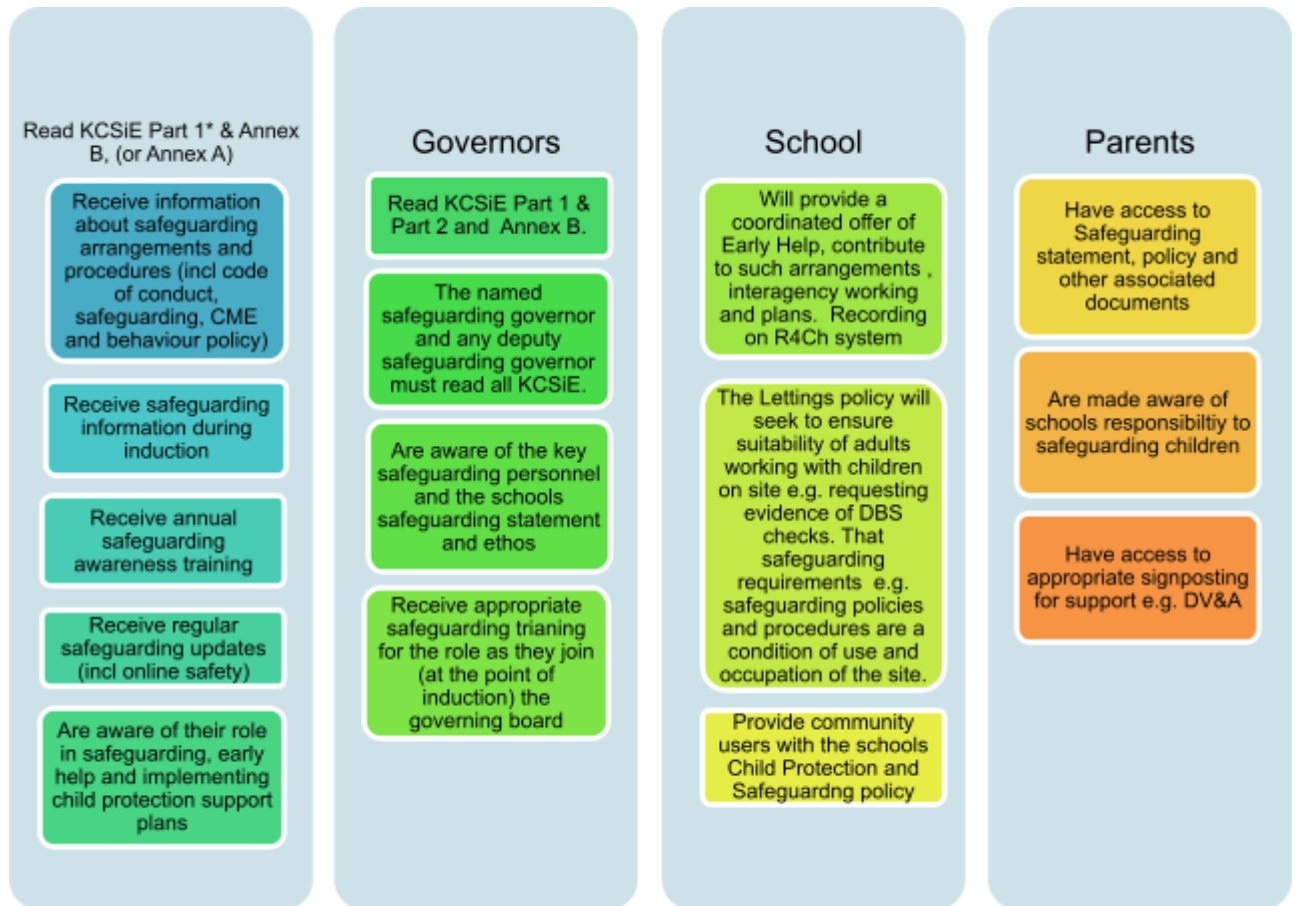 Read KCSiE Part 1* & Annex
B, (or Annex A)
Receive information
about safeguarding
arrangements and
procedures (incl code
of conduct,
safeguarding, CME
and behaviour policy)
Receive safeguarding
information during
induction
Receive annual
safeguarding
awareness training
Receive regular
safeguarding updates
(incl online safety)
Are aware of their role
in safeguarding, early
help and implementing
child protection support
plans
Governors
Read KCSiE Part 1 &
Part 2 and Annex B.
The named
safeguarding governor
and any deputy
safeguarding governor
must read all KCSiE.
Are aware of the key
safeguarding personnel
and the schools
safeguarding statement
and ethos
Receive appropriate
safeguarding trianing
for the role as they join
(at the point of
induction) the
governing board
School
Will provide a
coordinated offer of
Early Help, contribute
to such arrangements ,
interagency working
and plans. Recording
on R4Ch system
The Lettings policy will
seek to ensure
suitability of adults
working with children
on site e.g. requesting
evidence of DBS
checks. That
safeguarding
requirements e.g.
safeguarding policies
and procedures are a
condition of use and
occupation of the site.
Provide community
users with the schools
Child Protection and
Safeguardng policy
Parents
Have access to
Safeguarding
statement, policy and
other associated
documents
Are made aware of
schools responsibiltiy to
safeguarding children
Have access to
appropriate signposting
for support e.g. DV&A